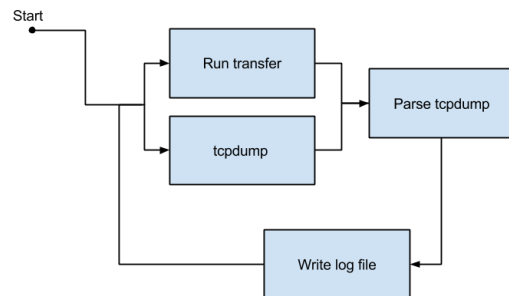 Start
Run transfer
Parse tcpdump
tcpdump
Write log file